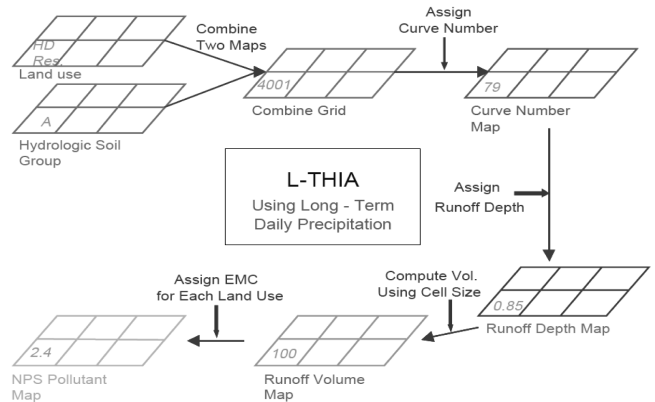 HD
Res.
Land use
Combine
Two Maps
A
Hydrologic Soil
Group
4001
Combine Grid
Assign
Curve Number
79
Curve Number
Map
L-THIA
Using Long - Term
Daily Precipitation
Assign
Runoff Depth
0.85
Runoff Depth Map
Compute Vol.
Using Cell Size
100
Runoff Volume
Map
Assign EMC
for Each Land Use
2.4
NPS Pollutant
Map